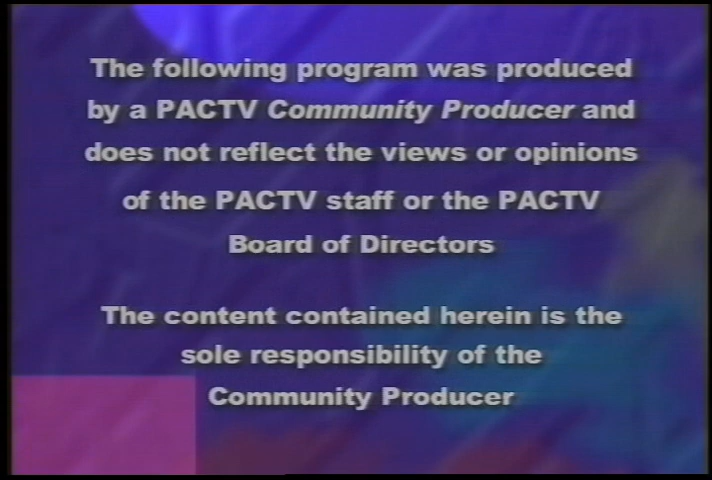 The following program was produced
by a PACTV Community Producer and
does not reflect the views or opinions
of the PACTV staff or the PACTV
Board of Directors
The content contained herein is the
sole responsibility of the
Community Producer